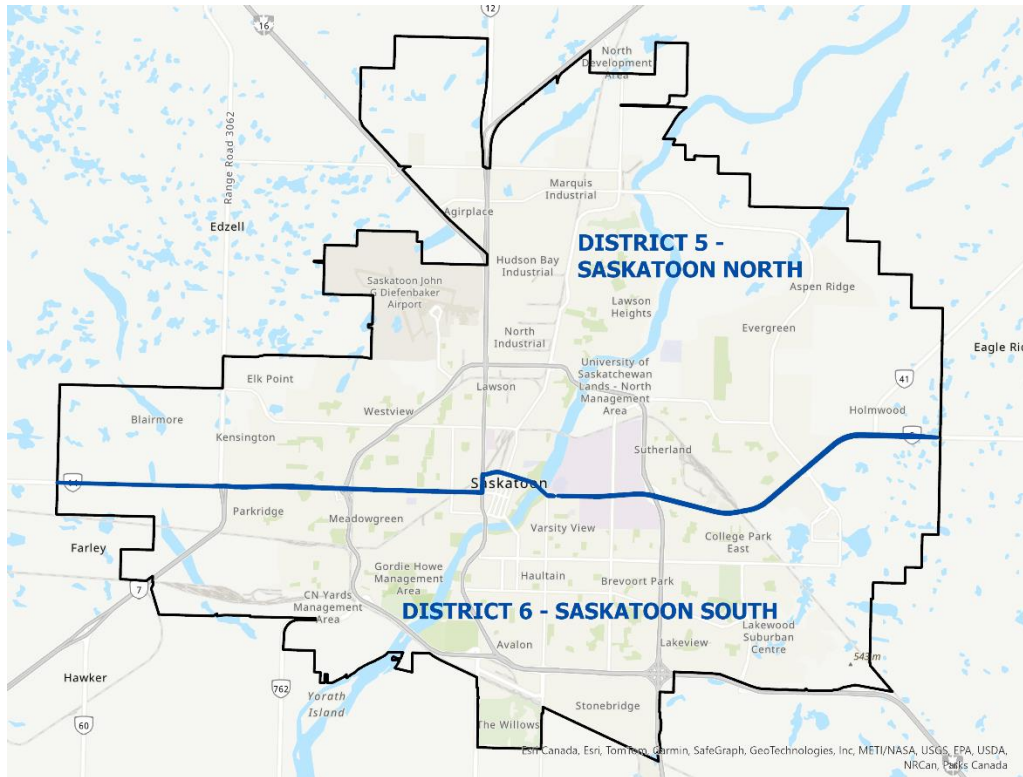 12
16
North
Development
Area
Range Road 3062
Marquis
Industrial
Agirplace
Edzell
DISTRICT 5 -
SASKATOON NORTH
Hudson Bay
Industrial
Saskatoon John
G Diefenbaker
Airport
Aspen Ridge
Lawson
Heights
North
Industrial
Evergreen
Eagle Rid
University of
Saskatchewan
Lands - North
Management
Area
Elk Point
Lawson
41
Westview
Holmwood
Blairmore
Kensington
Sutherland
14
Saskatoon
Parkridge
Meadowgreen
Varsity View
College Park
East
Farley
Gordie Howe
Management
Area
Haultain
Brevoort Park
7
CN Yards
Management
Area
DISTRICT 6 - SASKATOON SOUTH
Avalon
Lakeview
Lakewood
Suburban
Centre
543 m
Hawker
762
Yorath
Island
Stonebridge
60
The Willows
Esri Canada, Esri, TomTom, Garmin, SafeGraph, GeoTechnologies, Inc, METI/NASA, USGS, EPA, USDA,
NRCan, Parks Canada